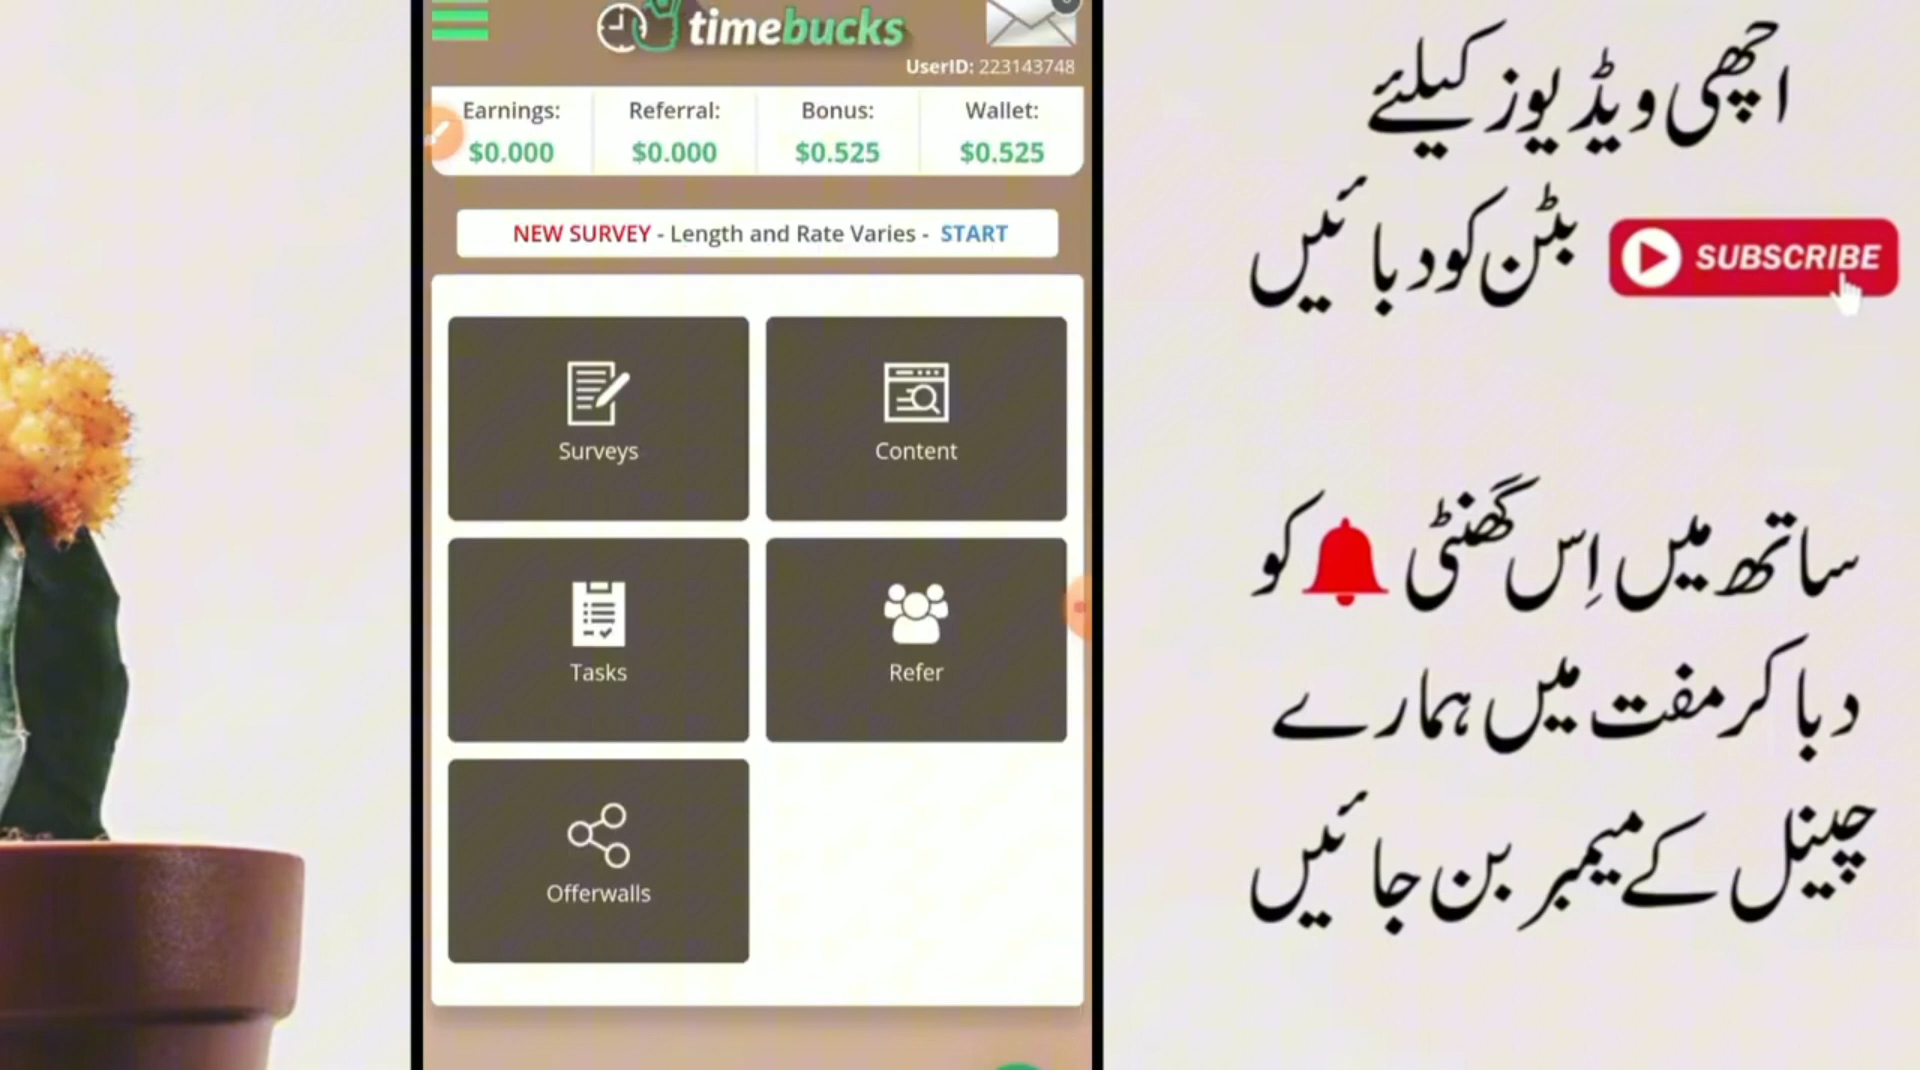 timebucks
UserID: 223143748
Earnings: Referral: Bonus: Wallet:
$0.000 $0.000 $0.525 $0.525
NEW SURVEY - Length and Rate Varies - START
Surveys Content
Tasks Refer
Offerwalls
اچھی ویڈیوز کیلئے
بٹن کو دبائیں
SUBSCRIBE
ساتھ میں اِس گھنٹی کو
دبا کر مفت میں ہمارے
چینل کے میمبر بن جائیں